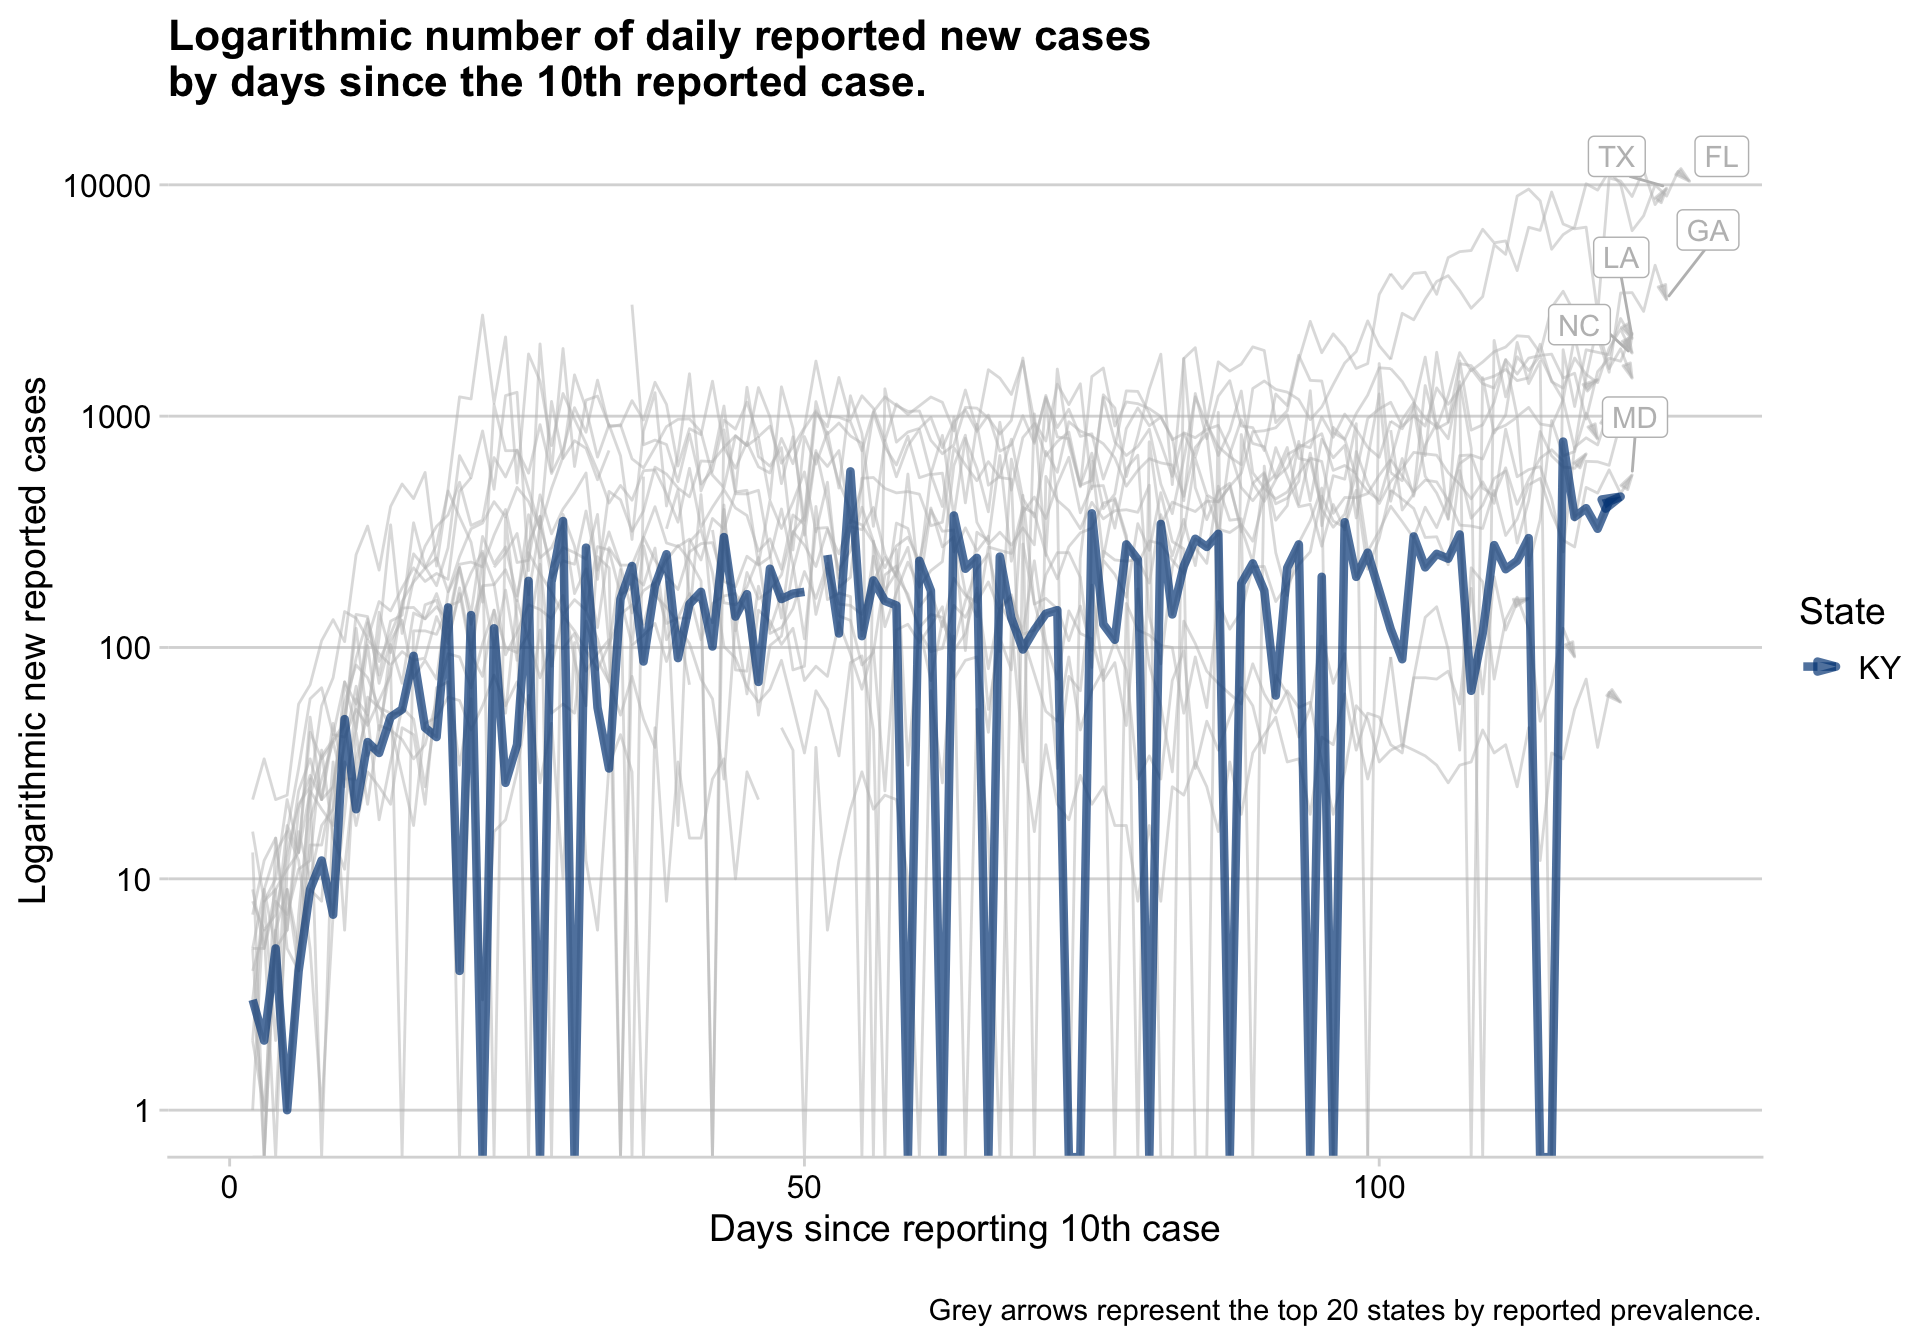 Logarithmic number of daily reported new cases
by days since the 10th reported case.
TX
FL
10000
GA
LA
NC
1000
MD
Logarithmic new reported cases
State
100
KY
10
1
0
50
100
Days since reporting 10th case
Grey arrows represent the top 20 states by reported prevalence.